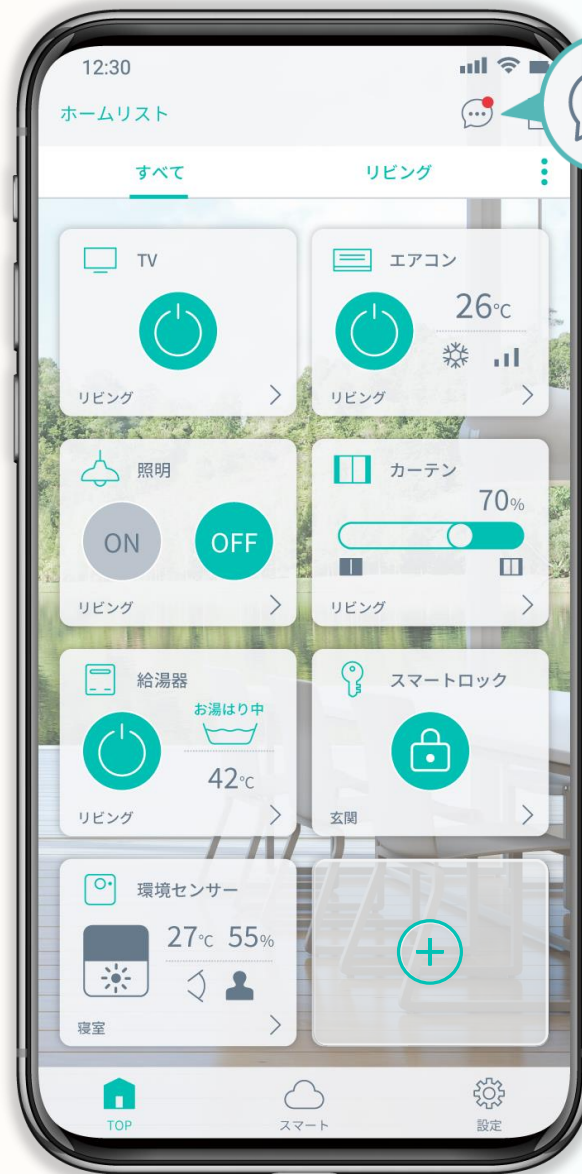 12:30
ホームリスト
すべて
リビング
TV
リビング
エアコン
26℃
リビング
照明
ON
OFF
リビング
カーテン
70%
リビング
給湯器
お湯はり中
42℃
リビング
スマートロック
玄関
環境センサー
27℃ 55%
寝室
TOP
スマート
設定